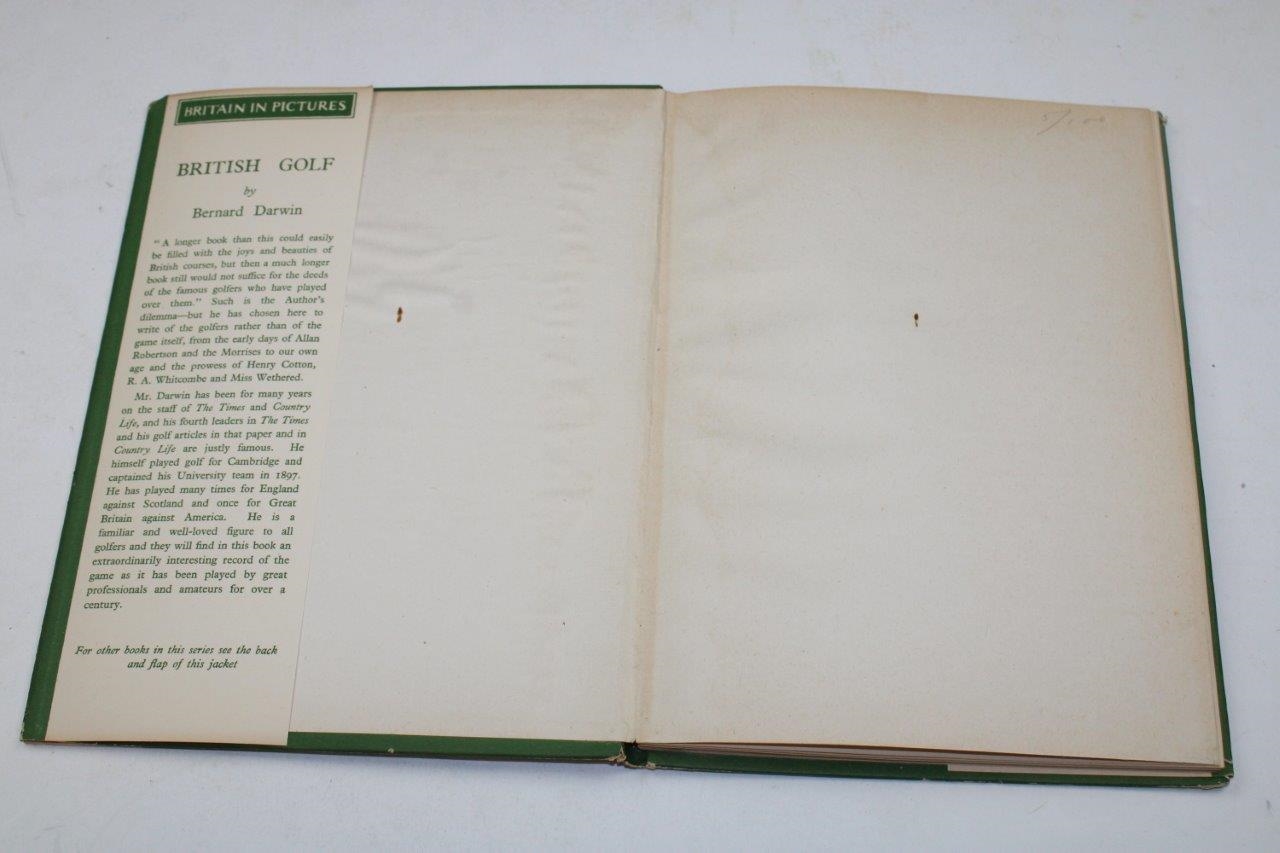 BRITAIN IN PICTURES
BRITISH GOLF
by
Bernard Darwin
"A longer book than this could easily
be filled with the joys and beauties of
British courses, but then a much longer
book still would not suffice for the deeds
of the famous golfers who have played
over them." Such is the Author's
dilemma—but he has chosen here to
write of the golfers rather than of the
game itself, from the early days of Allan
Robertson and the Morrises to our own
age and the prowess of Henry Cotton,
R. A. Whitcombe and Miss Wethered.
Mr. Darwin has been for many years
on the staff of The Times and Country
Life, and his fourth leaders in The Times
and his golf articles in that paper and in
Country Life are justly famous. He
himself played golf for Cambridge and
captained his University team in 1897.
He has played many times for England
against Scotland and once for Great
Britain against America. He is a
familiar and well-loved figure to all
golfers and they will find in this book an
extraordinarily interesting record of the
game as it has been played by great
professionals and amateurs for over a
century.
For other books in this series see the back
and flap of this jacket